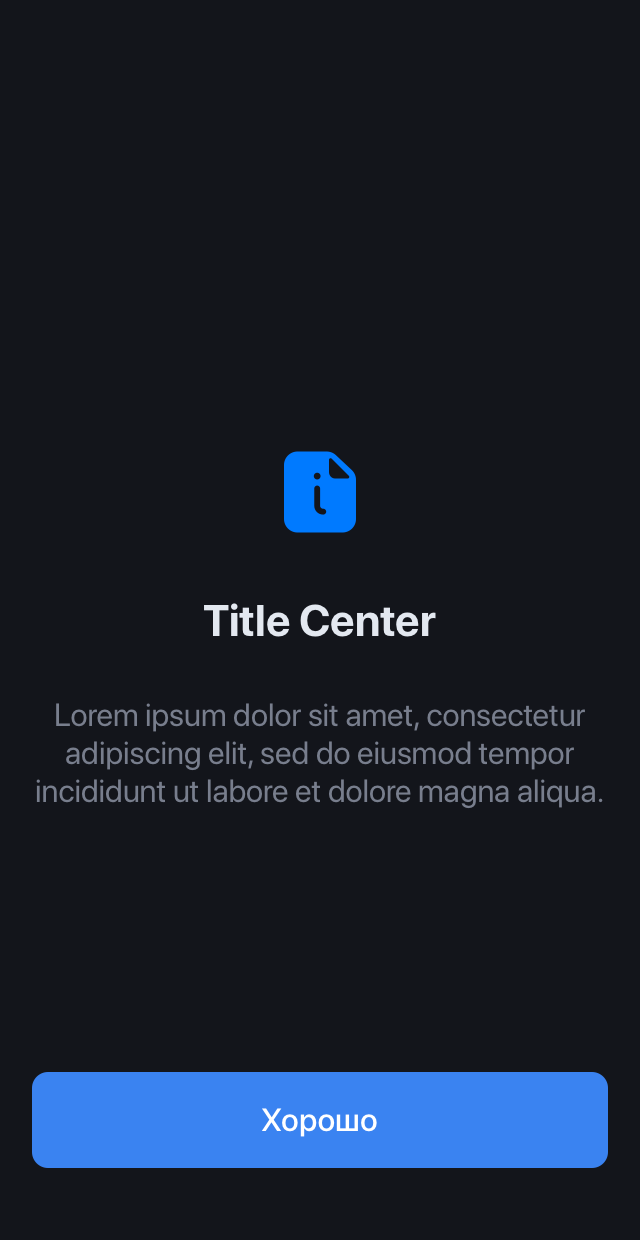 Title Center
Lorem ipsum dolor sit amet, consectetur
adipiscing elit, sed do eiusmod tempor
incididunt ut labore et dolore magna aliqua.
Хорошо